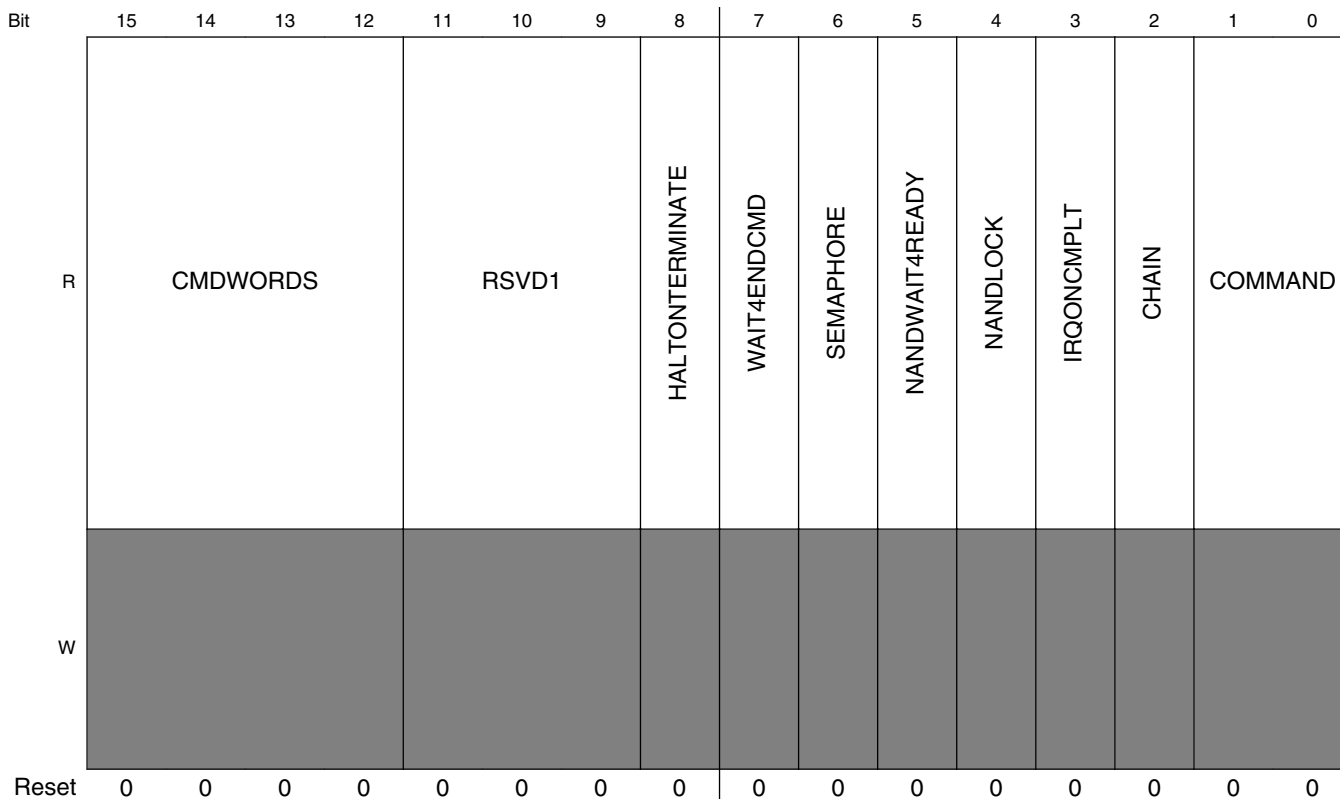 Bit 15 14 13 12 11 10 9 8 7 6 5 4 3 2 1 0
R CMDWORDS RSVD1 HALTONTERMINATE WAIT4ENDCMD SEMAPHORE NANDWAIT4READY NANDLOCK IRQONCMPLT CHAIN COMMAND
W
Reset 0 0 0 0 0 0 0 0 0 0 0 0 0 0 0 0